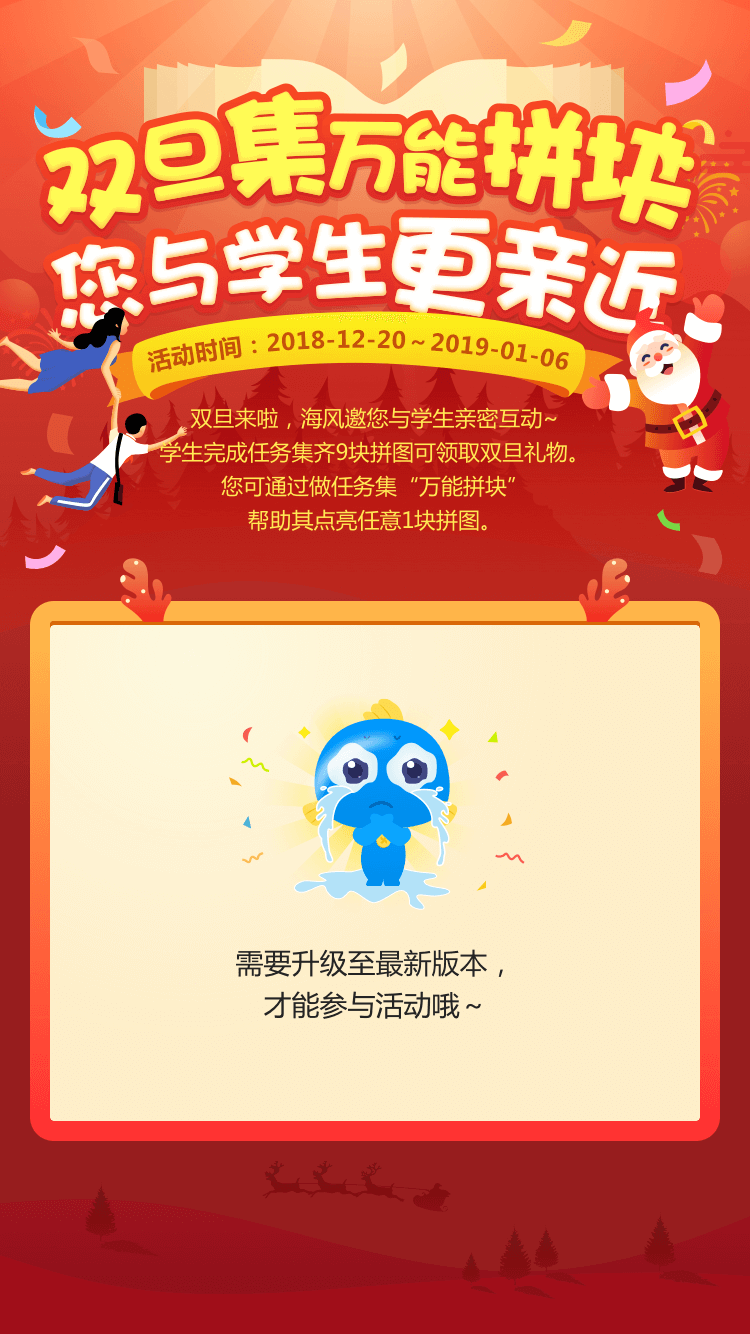 双旦集万能拼块
您与学生更亲近
活动时间：2018-12-20～2019-01-06
双旦来啦，海风邀您与学生亲密互动~
学生完成任务集齐9块拼图可领取双旦礼物。
您可通过做任务集“万能拼块”
帮助其点亮任意1块拼图。
需要升级至最新版本，
才能参与活动哦～